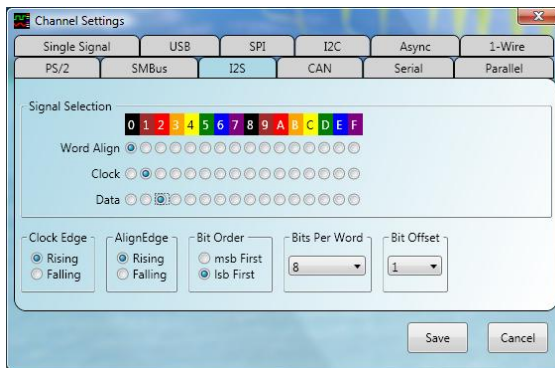 Channel Settings
Single Signal USB SPI I2C Async 1-Wire
PS/2 SMBus I2S CAN Serial Parallel
Signal Selection
0 1 2 3 4 5 6 7 8 9 A B C D E F
Word Align
Clock
Data
Clock Edge AlignEdge Bit Order Bits Per Word Bit Offset
Rising Rising msb First 8 1
Falling Falling lsb First
Save Cancel